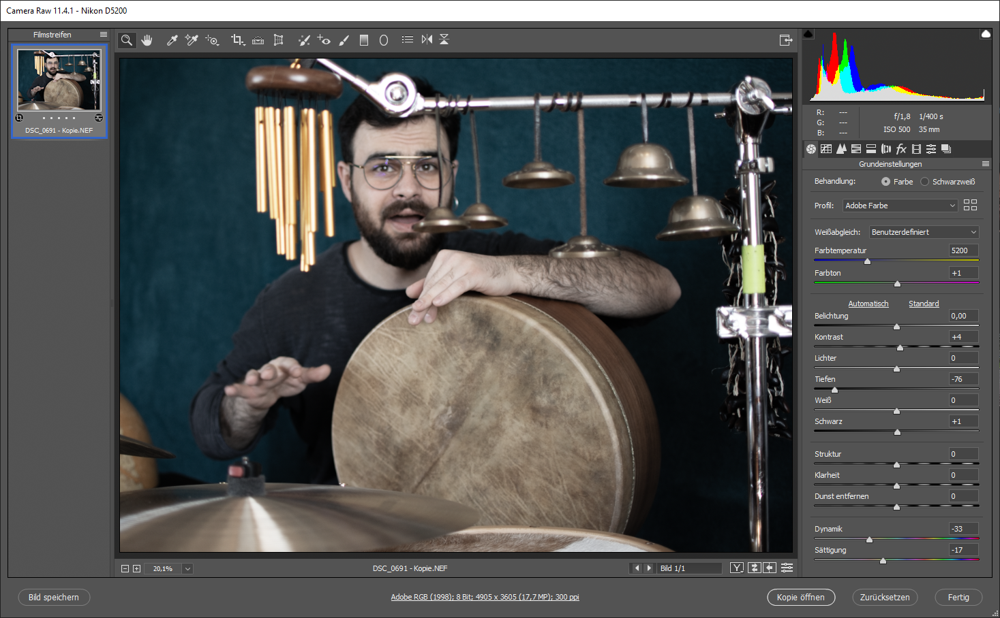 Camera Raw 11.4.1 - Nikon D5200
Filmstreifen
DSC_0691 - Kopie.NEF
20,1%
DSC_0691 - Kopie.NEF
Bild 1/1
R: ---
G: ---
B: ---
f/1,8 1/400 s
ISO 500 35 mm
fx
Grundeinstellungen
Behandlung: Farbe Schwarzweiß
Profil: Adobe Farbe
Weißabgleich: Benutzerdefiniert
Farbtemperatur 5200
Farbton +1
Automatisch Standard
Belichtung 0,00
Kontrast +4
Lichter 0
Tiefen -76
Weiß 0
Schwarz +1
Struktur 0
Klarheit 0
Dunst entfernen 0
Dynamik -33
Sättigung -17
Bild speichern
Adobe RGB (1998); 8 Bit; 4905 x 3605 (17,7 MP); 300 ppi
Kopie öffnen
Zurücksetzen
Fertig